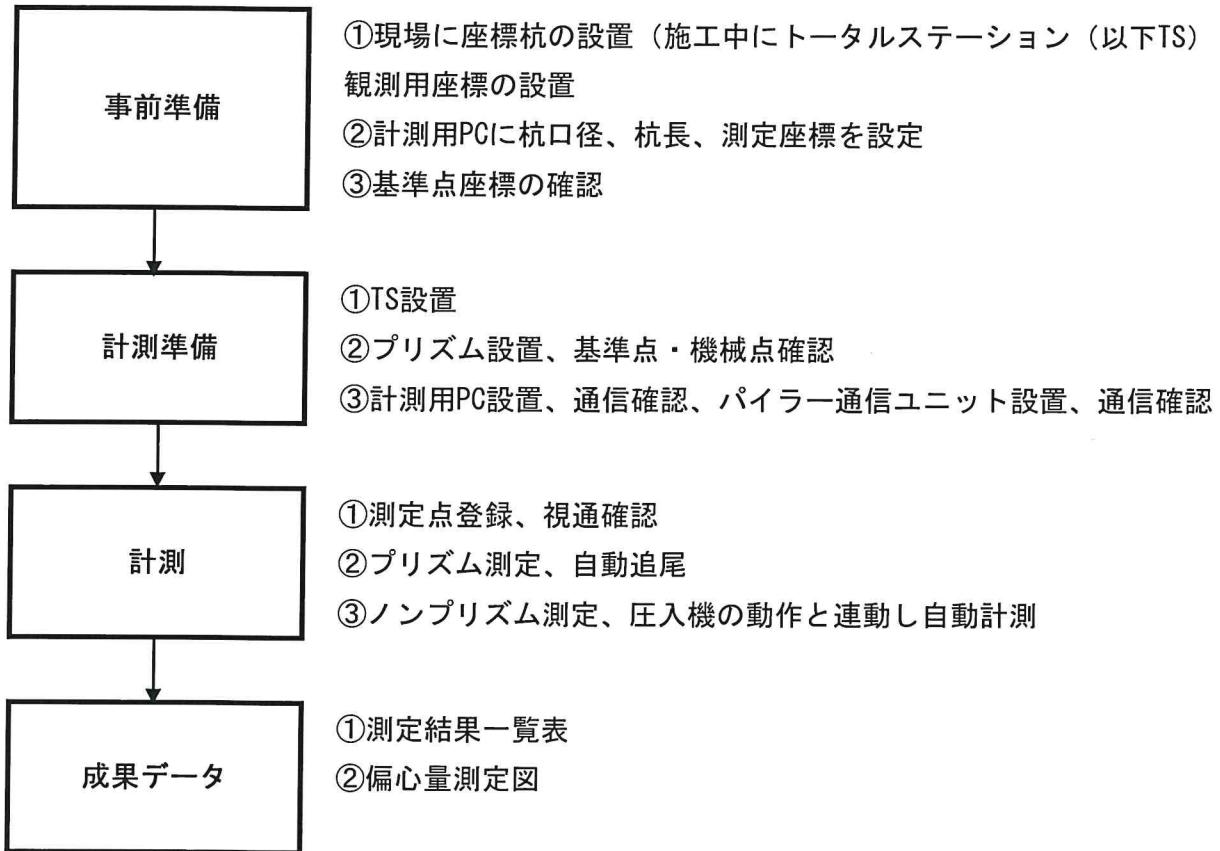 事前準備
①現場に座標杭の設置（施工中にトータルステーション（以下TS）
観測用座標の設置
②計測用PCに杭口径、杭長、測定座標を設定
③基準点座標の確認
計測準備
①TS設置
②プリズム設置、基準点・機械点確認
③計測用PC設置、通信確認、パイラー通信ユニット設置、通信確認
計測
①測定点登録、視通確認
②プリズム測定、自動追尾
③ノンプリズム測定、圧入機の動作と連動し自動計測
成果データ
①測定結果一覧表
②偏心量測定図